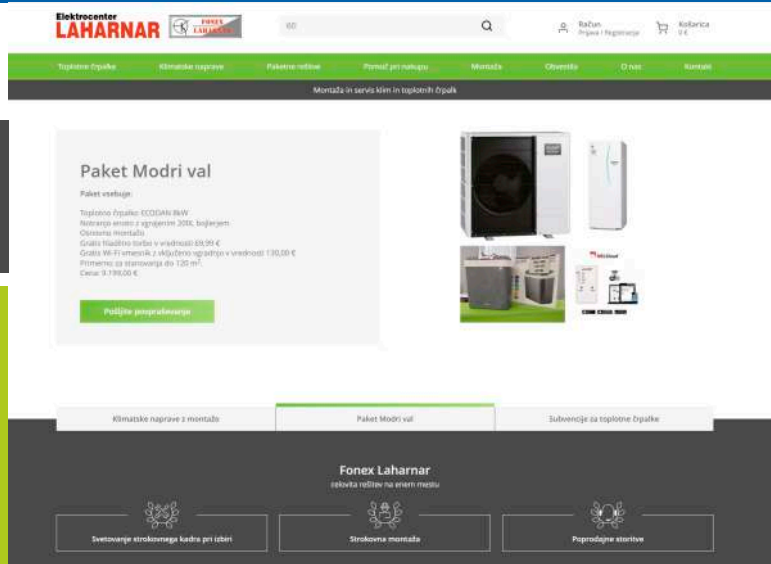 Elektrocenter
LAHARNAR
FONEX
LAHARNAR
Račun
Prijava / Registracija
Košarica
0 €
Toplotne črpalke
Klimatske naprave
Paketne rešitve
Pomoč pri nakupu
Montaža
Obvestila
O nas
Kontakt
Montaža in servis klim in toplotnih črpalk
Paket Modri val
Paket vsebuje:
Toplotno črpalko ECODAN 8kW
Notranjo enoto z vgrajenim 200L bojlerjem
Osnovno montažo
Gratis hladilno torbo v vrednosti 69,99 €
Gratis Wi-Fi vmesnik z vključeno vgradnjo v vrednosti 130,00 €
Primerno za stanovanja do 120 m².
Cena: 9.199,00 €
Pošljite povpraševanje
MELCloud
Klimatske naprave z montažo
Paket Modri val
Subvencije za toplotne črpalke
Fonex Laharnar
celovita rešitev na enem mestu
Svetovanje strokovnega kadra pri izbiri
Strokovna montaža
Poprodajne storitve